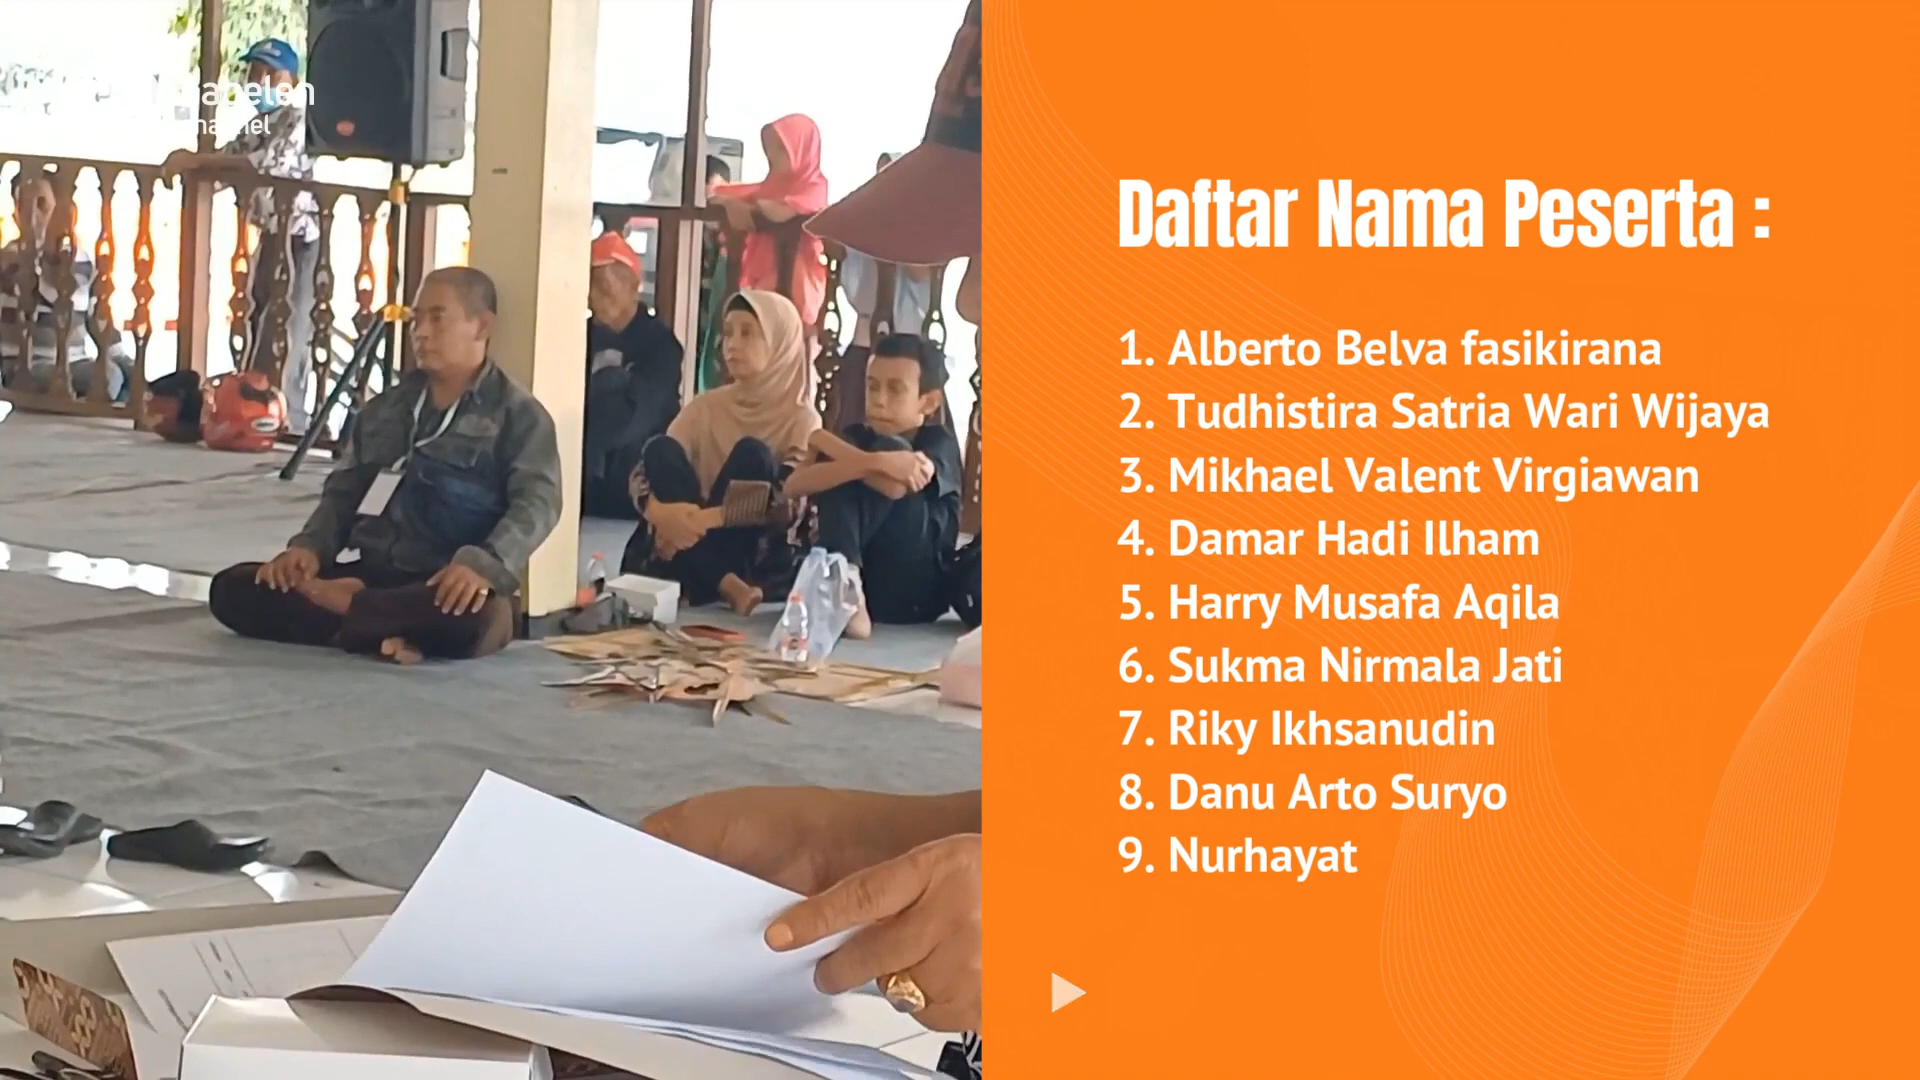 Daftar Nama Peserta :
1. Alberto Belva fasikirana
2. Tudhistira Satria Wari Wijaya
3. Mikhael Valent Virgiawan
4. Damar Hadi Ilham
5. Harry Musafa Aqila
6. Sukma Nirmala Jati
7. Riky Ikhsanudin
8. Danu Arto Suryo
9. Nurhayat